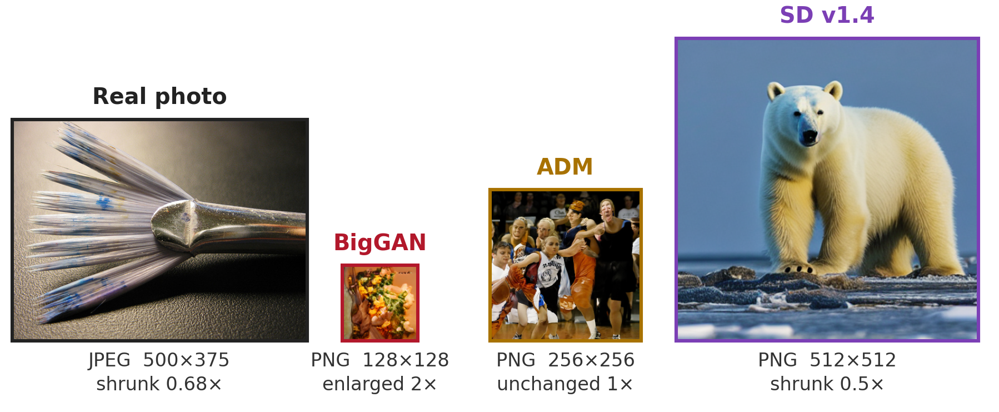 SD v1.4
Real photo
ADM
BigGAN
JPEG  500×375
shrunk 0.68×
PNG  128×128
enlarged 2×
PNG  256×256
unchanged 1×
PNG  512×512
shrunk 0.5×